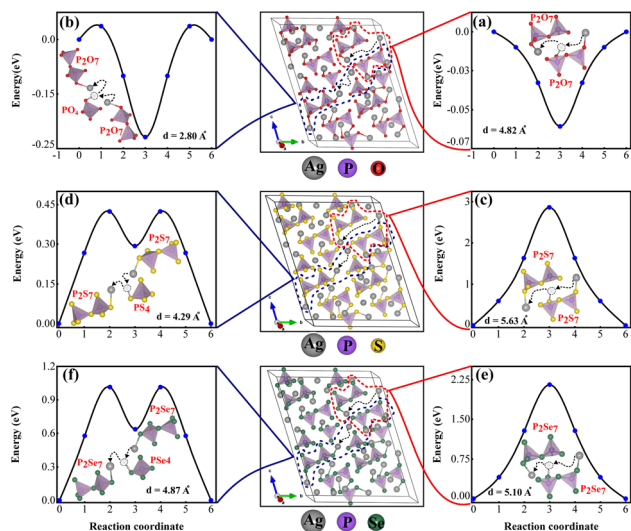 (b)
Energy(eV)
0.00
-0.15
-0.25
P2O7
PO4
P2O7
d = 2.80 A
-1 0 1 2 3 4 5 6
Ag P O
(a)
Energy(eV)
0.00
-0.03
-0.05
-0.07
P2O7
P2O7
d = 4.82 A
-1 0 1 2 3 4 5 6
(d)
Energy (eV)
0.45
0.30
0.15
0.00
P2S7
P2S7
PS4
d = 4.29 A
0 1 2 3 4 5 6
Ag P S
(c)
Energy (eV)
3
2
1
0
P2S7
P2S7
d = 5.63 A
0 1 2 3 4 5 6
(f)
Energy (eV)
1.2
0.9
0.6
0.3
0.0
P2Se7
P2Se7
PSe4
d = 4.87 A
0 1 2 3 4 5 6
Reaction coordinate
Ag P Se
(e)
Energy (eV)
2.25
1.50
0.75
0.00
P2Se7
P2Se7
d = 5.10 A
0 1 2 3 4 5 6
Reaction coordinate